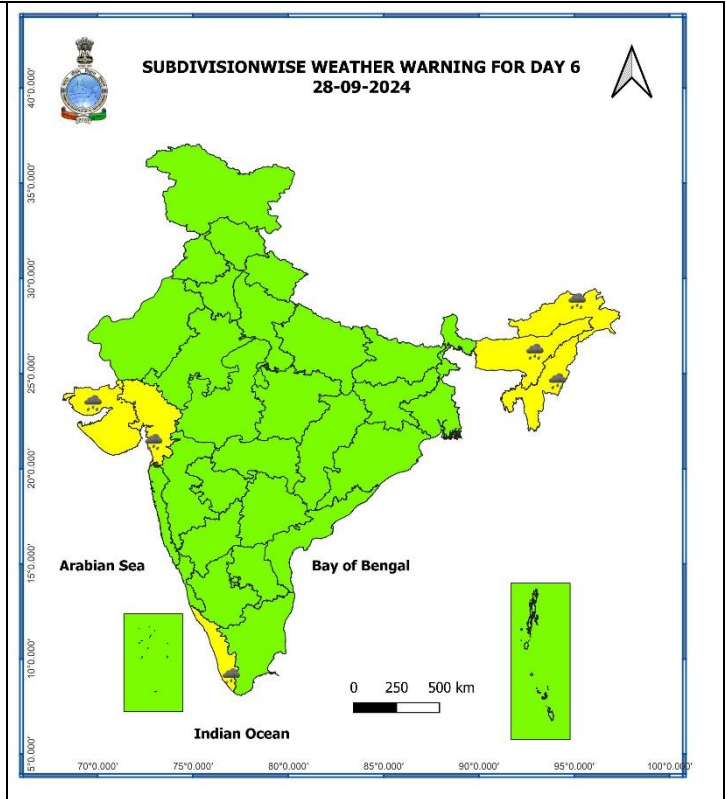 SUBDIVISIONWISE WEATHER WARNING FOR DAY 6
28-09-2024
40°0.000'
35°0.000'
30°0.000'
25°0.000'
20°0.000'
15°0.000'
10°0.000'
5°0.000'
Arabian Sea
Bay of Bengal
0 250 500 km
Indian Ocean
70°0.000' 75°0.000' 80°0.000' 85°0.000' 90°0.000' 95°0.000' 100°0.000'